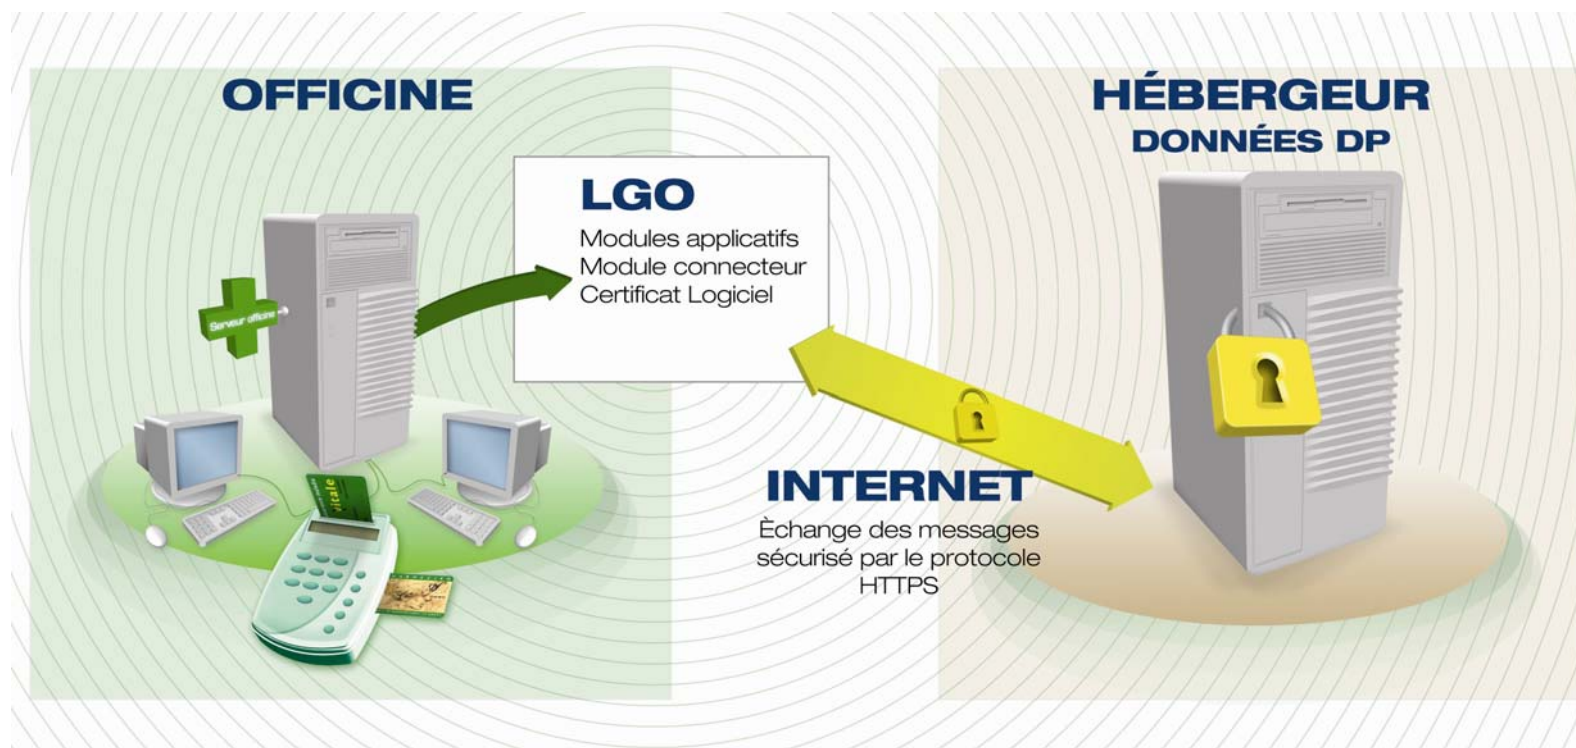 OFFICINE
Serveur officine
vitale
LGO
Modules applicatifs
Module connecteur
Certificat Logiciel
INTERNET
Èchange des messages
sécurisé par le protocole
HTTPS
HÉBERGEUR
DONNÉES DP